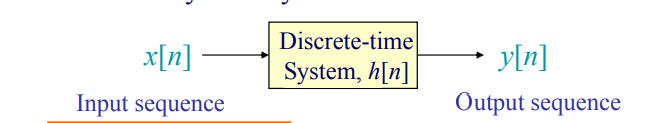 x[n]
Discrete-time
System, h[n]
y[n]
Input sequence
Output sequence